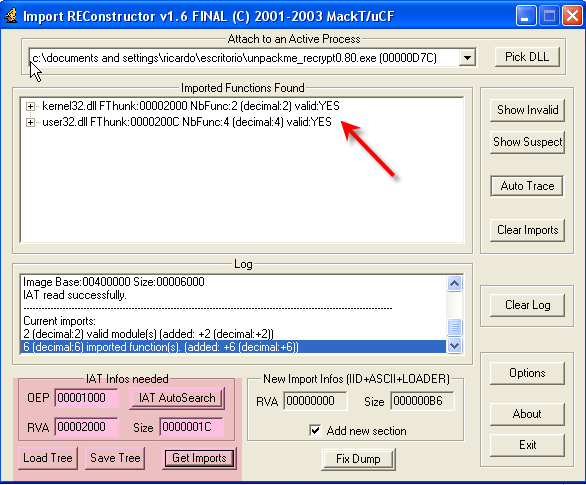 Import REConstructor v1.6 FINAL (C) 2001-2003 MackT/uCF
Attach to an Active Process
c:\documents and settings\ricardo\escritorio\unpackme_recrypt0.80.exe (00000D7C)
Pick DLL
Imported Functions Found
kernel32.dll FThunk:00002000 NbFunc:2 (decimal:2) valid:YES
user32.dll FThunk:0000200C NbFunc:4 (decimal:4) valid:YES
Show Invalid
Show Suspect
Auto Trace
Clear Imports
Log
Image Base:00400000 Size:00006000
IAT read successfully.
------------------------------------------------------------------------------------------------------------------------
Current imports:
2 (decimal:2) valid module(s) (added: +2 (decimal:+2))
6 (decimal:6) imported function(s). (added: +6 (decimal:+6))
Clear Log
IAT Infos needed
OEP 00001000 IAT AutoSearch
RVA 00002000 Size 0000001C
Load Tree Save Tree Get Imports
New Import Infos (IID+ASCII+LOADER)
RVA 00000000 Size 000000B6
Add new section
Fix Dump
Options
About
Exit